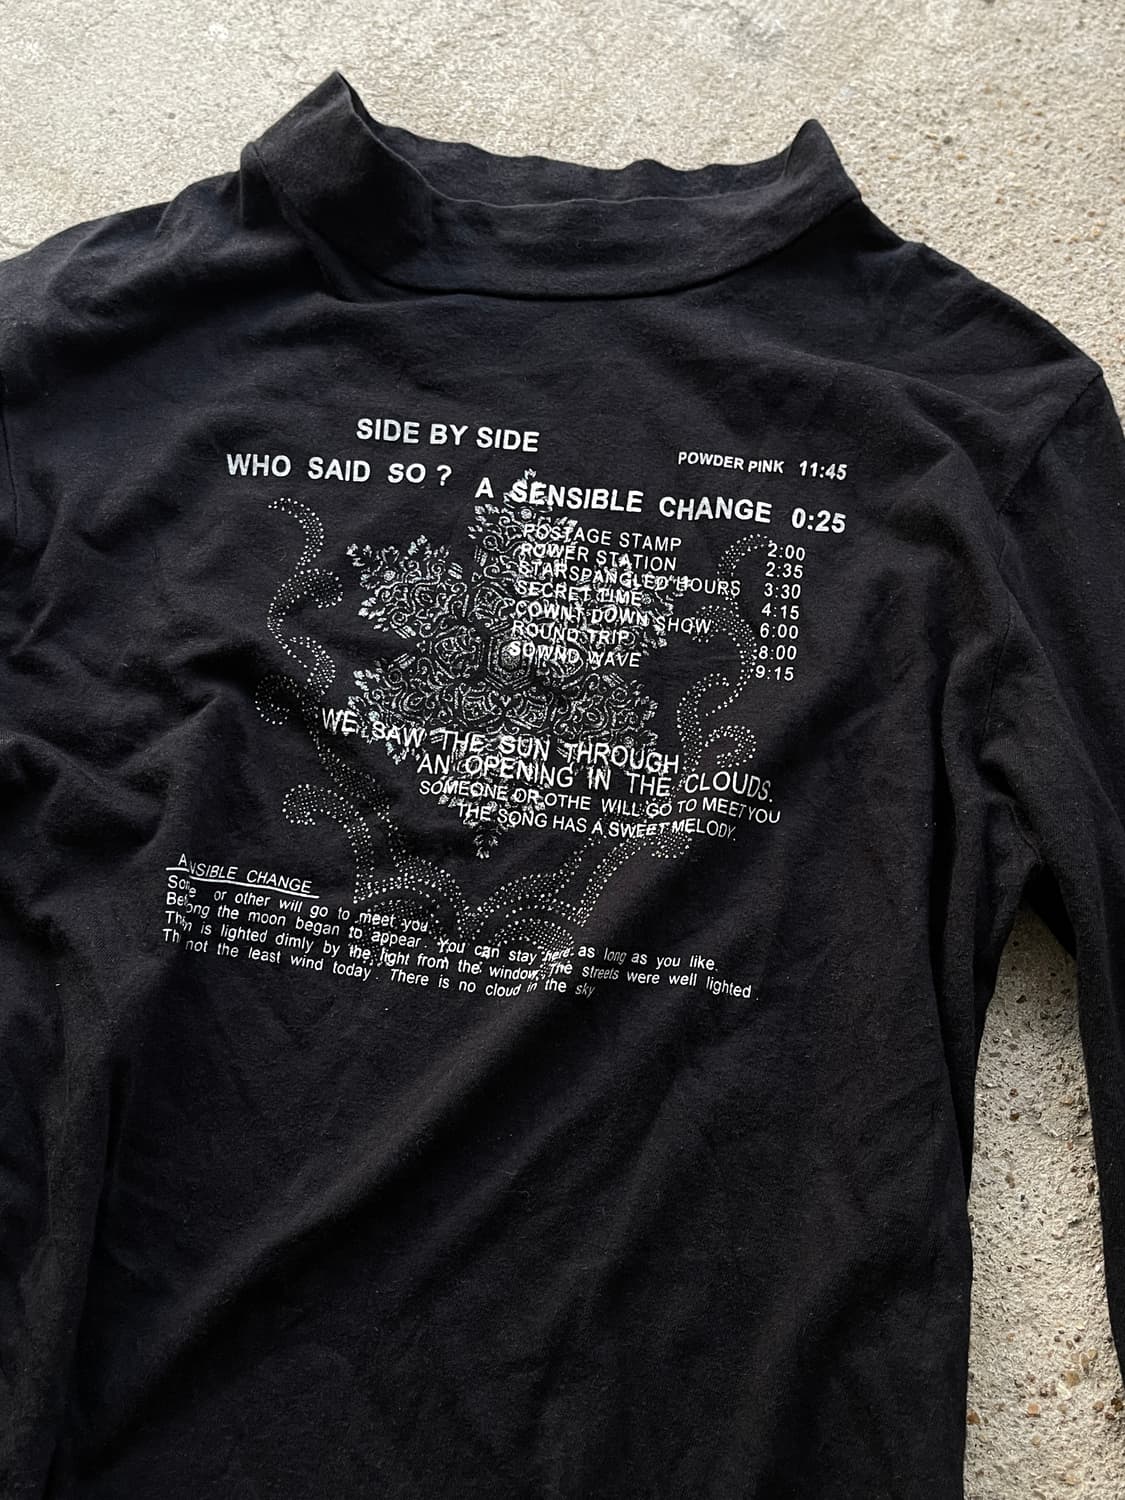 SIDE BY SIDE
POWDER PINK 11:45
WHO SAID SO ?
A SENSIBLE CHANGE 0:25
POSTAGE STAMP 2:00
POWER STATION 2:35
STARSPANGLED HOURS 3:30
SECRET TIME 4:15
COWNT DOWN SHOW 6:00
ROUND TRIP 8:00
SOWND WAVE 9:15
WE SAW THE SUN THROUGH
AN OPENING IN THE CLOUDS.
SOMEONE OR OTHE WILL GO TO MEET YOU
THE SONG HAS A SWEET MELODY.
A NSIBLE CHANGE
or other will go to meet you.
the moon began to appear. You can stay here as long as you like.
is lighted dimly by the light from the window. The streets were well lighted.
not the least wind today. There is no cloud in the sky